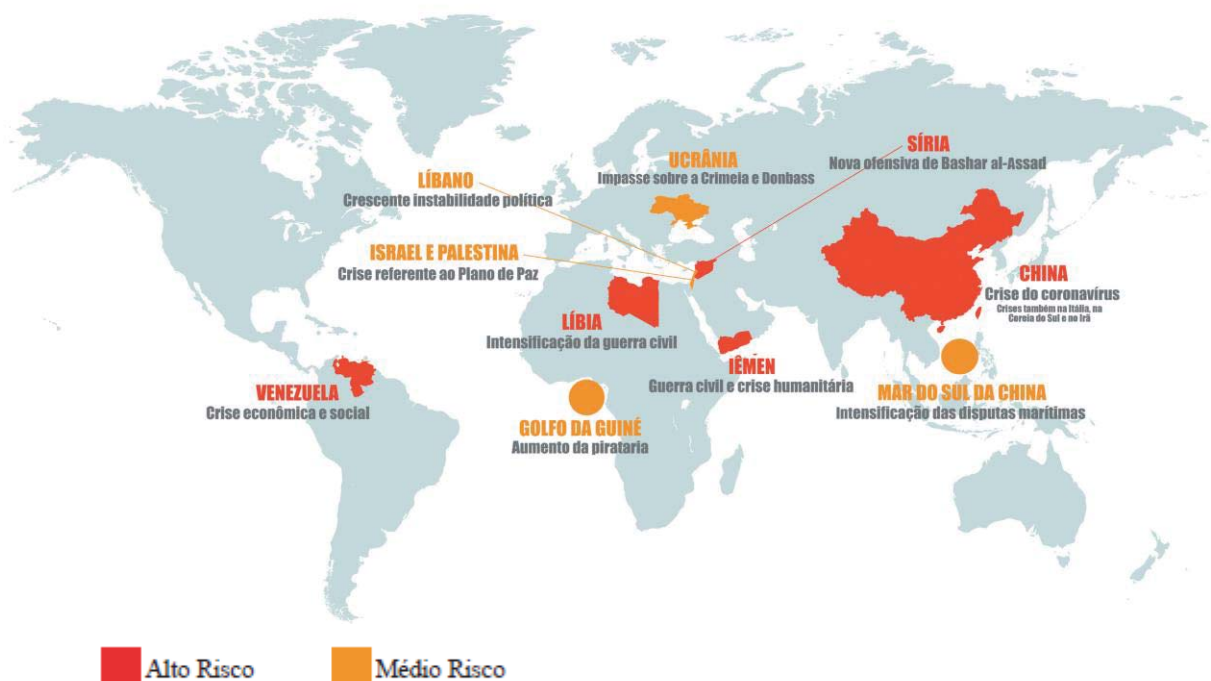 SÍRIA
Nova ofensiva de Bashar al-Assad
UCRÂNIA
Impasse sobre a Crimeia e Donbass
LÍBANO
Crescente instabilidade política
ISRAEL E PALESTINA
Crise referente ao Plano de Paz
CHINA
Crise do coronavírus
Crises também na Itália, na
Coreia do Sul e no Irã
LÍBIA
Intensificação da guerra civil
IÊMEN
Guerra civil e crise humanitária
VENEZUELA
Crise econômica e social
MAR DO SUL DA CHINA
Intensificação das disputas marítimas
GOLFO DA GUINÉ
Aumento da pirataria
Alto Risco
Médio Risco